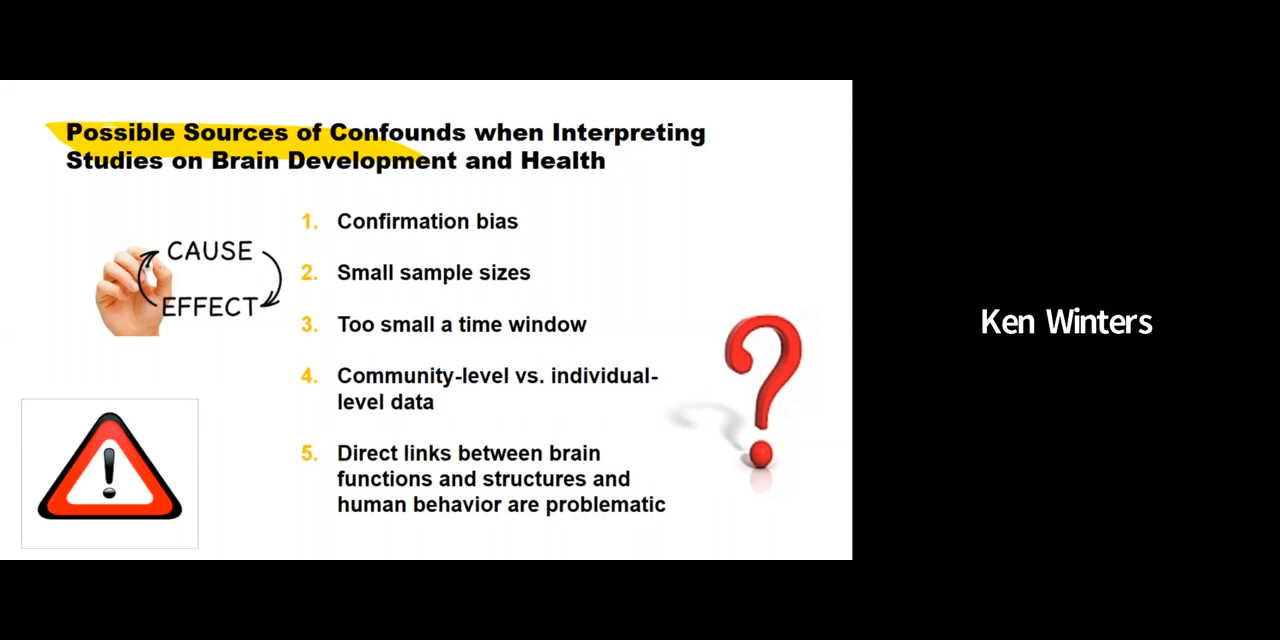 Possible Sources of Confounds when Interpreting
Studies on Brain Development and Health
CAUSE
EFFECT
1. Confirmation bias
2. Small sample sizes
3. Too small a time window
4. Community-level vs. individual-
level data
5. Direct links between brain
functions and structures and
human behavior are problematic
Ken Winters